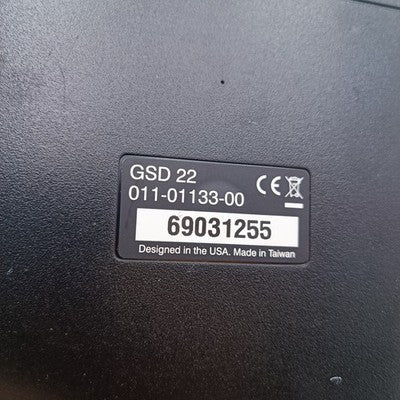 GSD 22
011-01133-00
CE
69031255
Designed in the USA. Made in Taiwan